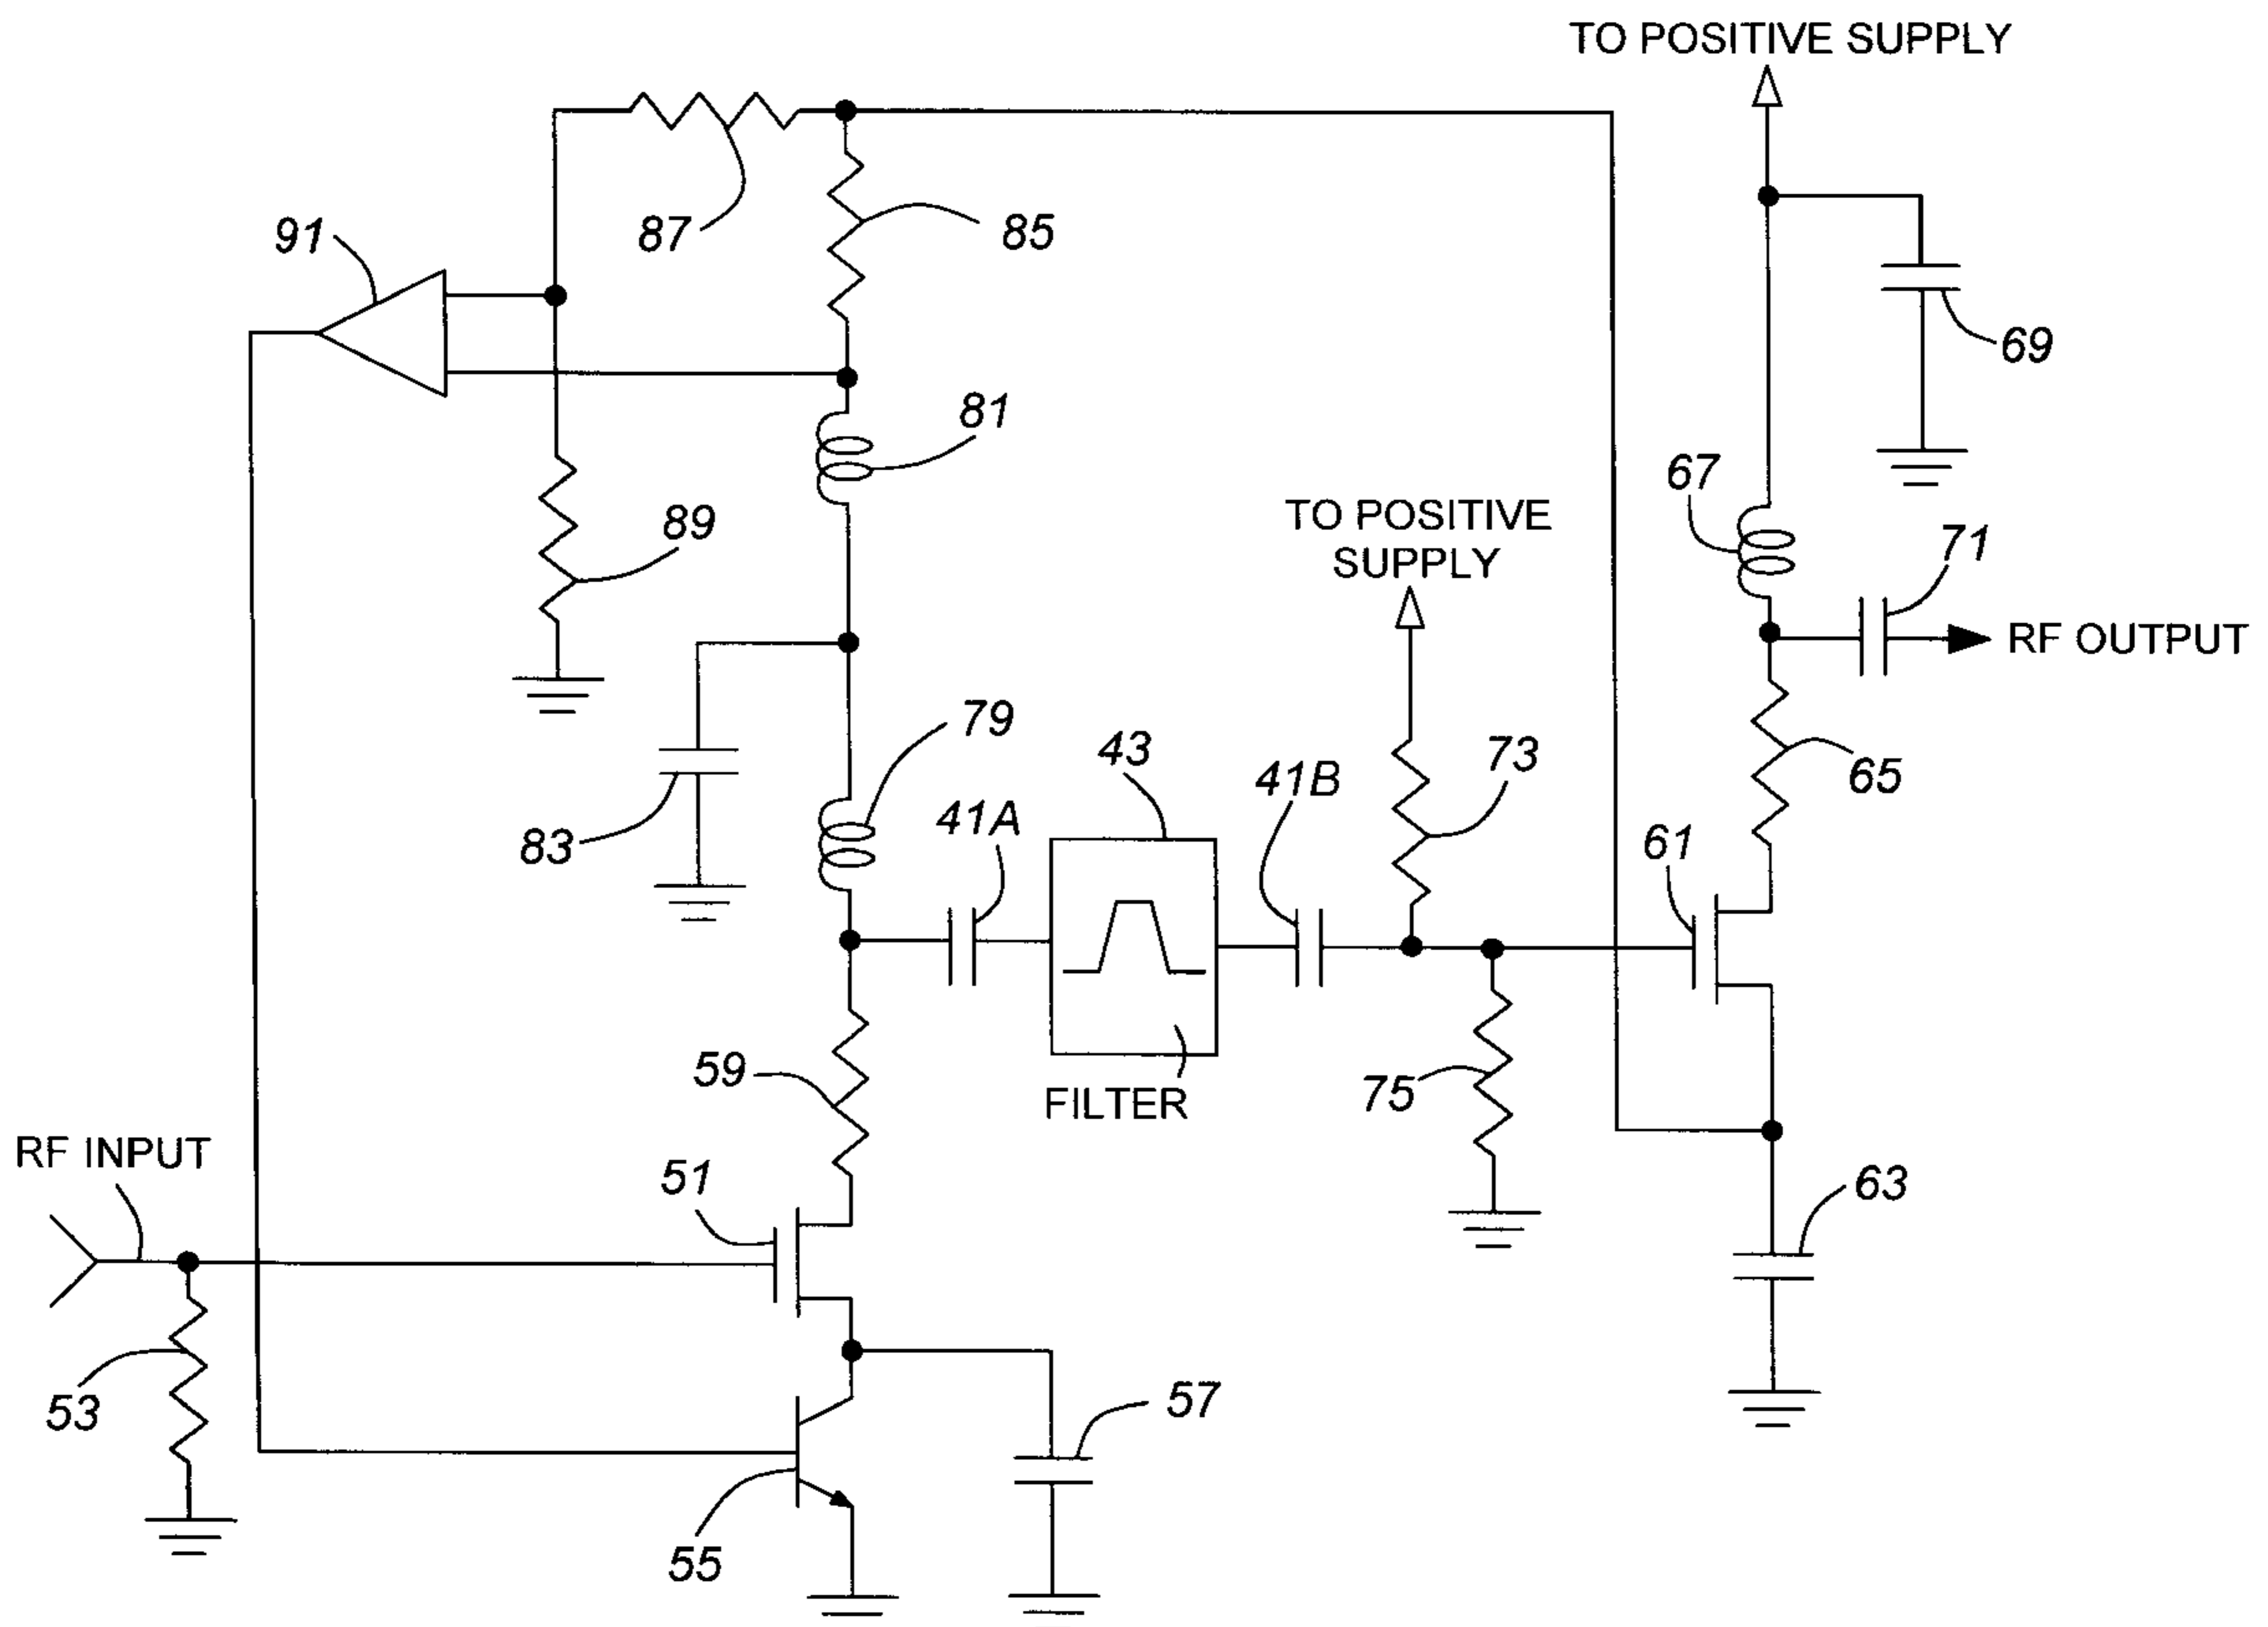 TO POSITIVE SUPPLY
87
85
91
69
81
67
89
TO POSITIVE
SUPPLY
71
RF OUTPUT
79
43
73
41A
41B
65
83
61
59
75
FILTER
RF INPUT
51
63
53
57
55